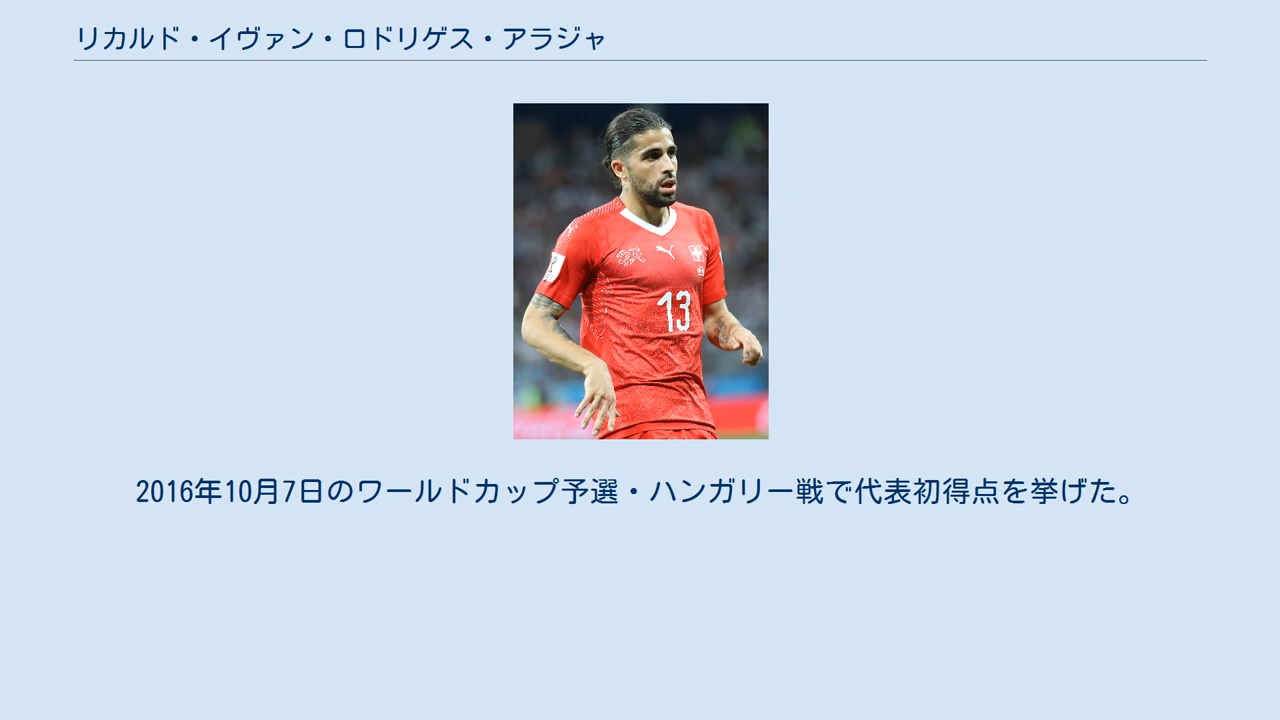 リカルド・イヴァン・ロドリゲス・アラジャ
13
2016年10月7日のワールドカップ予選・ハンガリー戦で代表初得点を挙げた。